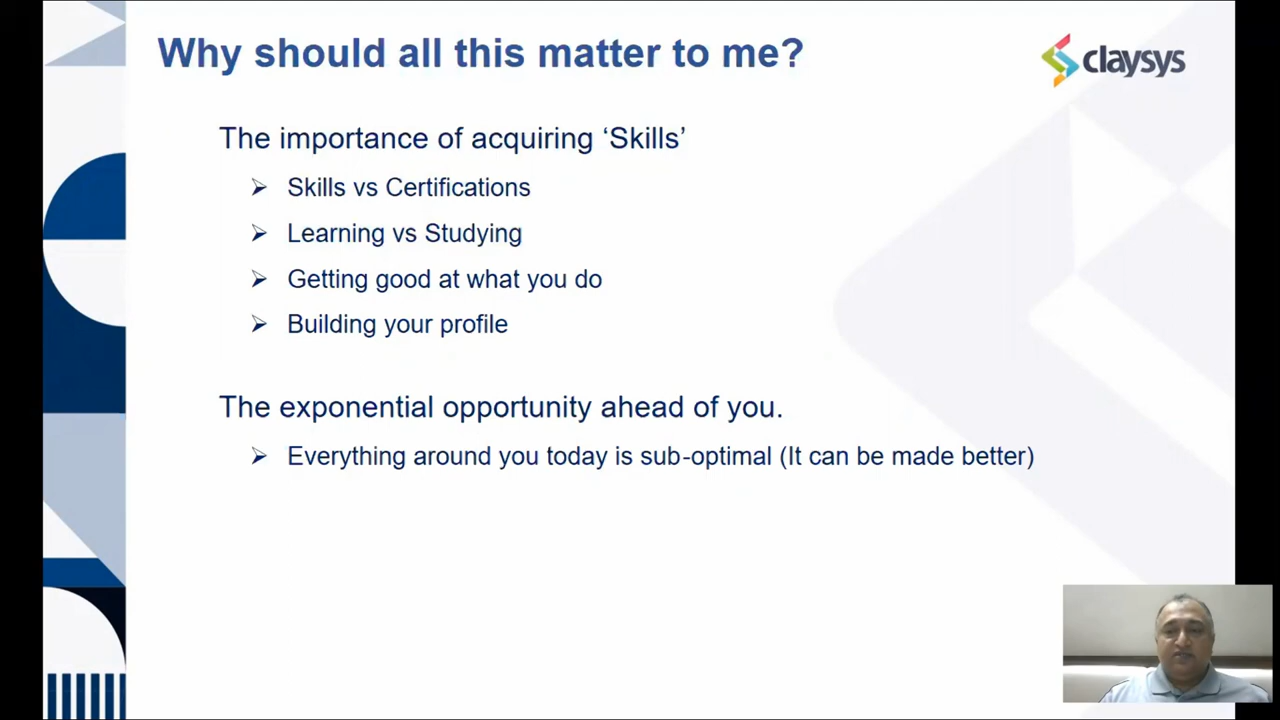 Why should all this matter to me?
claysys
The importance of acquiring ‘Skills’
➢ Skills vs Certifications
➢ Learning vs Studying
➢ Getting good at what you do
➢ Building your profile
The exponential opportunity ahead of you.
➢ Everything around you today is sub-optimal (It can be made better)